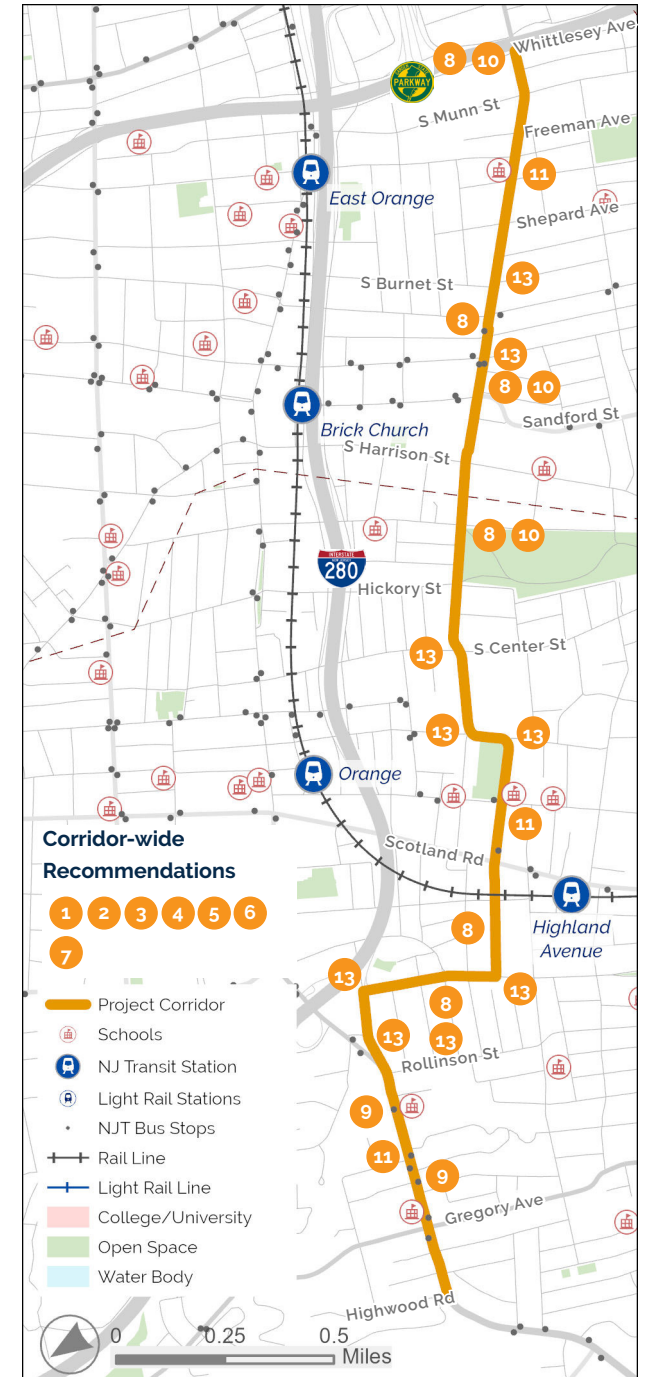 Whittlesey Ave
8 10
PARKWAY
S Munn St
Freeman Ave
11
East Orange
Shepard Ave
S Burnet St
13
8
13
8 10
Brick Church
Sandford St
S Harrison St
8 10
INTERSTATE
280
Hickory St
S Center St
13
13 13
Orange
11
Scotland Rd
Corridor-wide
Recommendations
1 2 3 4 5 6
7
8
Highland
Avenue
13
13
8
13
13
Rollinson St
9
11
9
Gregory Ave
Highwood Rd
Project Corridor
Schools
NJ Transit Station
Light Rail Stations
NJT Bus Stops
Rail Line
Light Rail Line
College/University
Open Space
Water Body
0 0.25 0.5
Miles